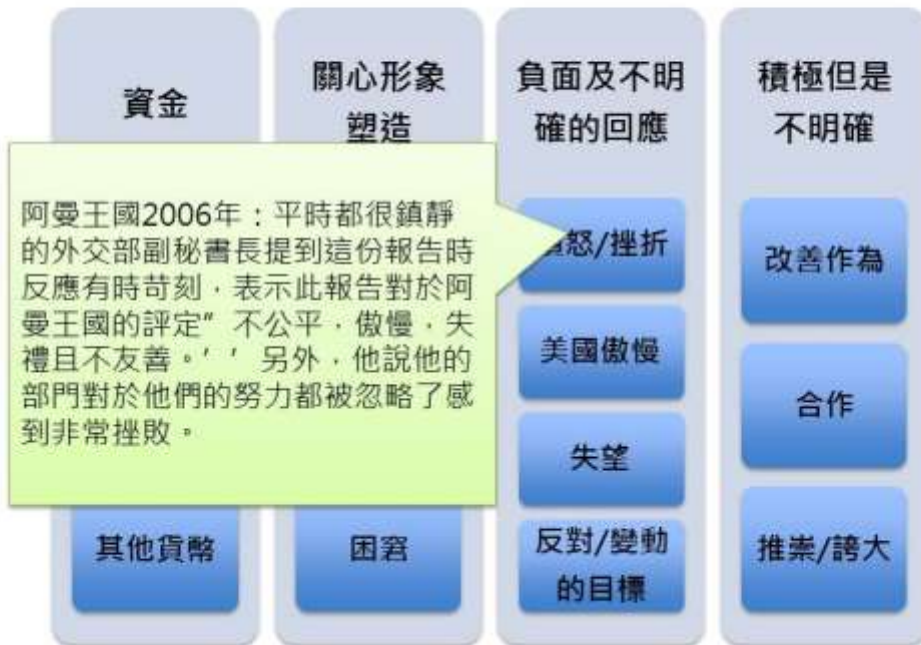 資金
關心形象
塑造
負面及不明
確的回應
積極但是
不明確
阿曼王國2006年：平時都很鎮靜
的外交部副秘書長提到這份報告時
反應有時苛刻，表示此報告對於阿
曼王國的評定”不公平，傲慢，失
禮且不友善。’’另外，他說他的
部門對於他們的努力都被忽略了感
到非常挫敗。
怒/挫折
美國傲慢
失望
反對/變動
的目標
改善作為
合作
推崇/誇大
其他貨幣
困窘